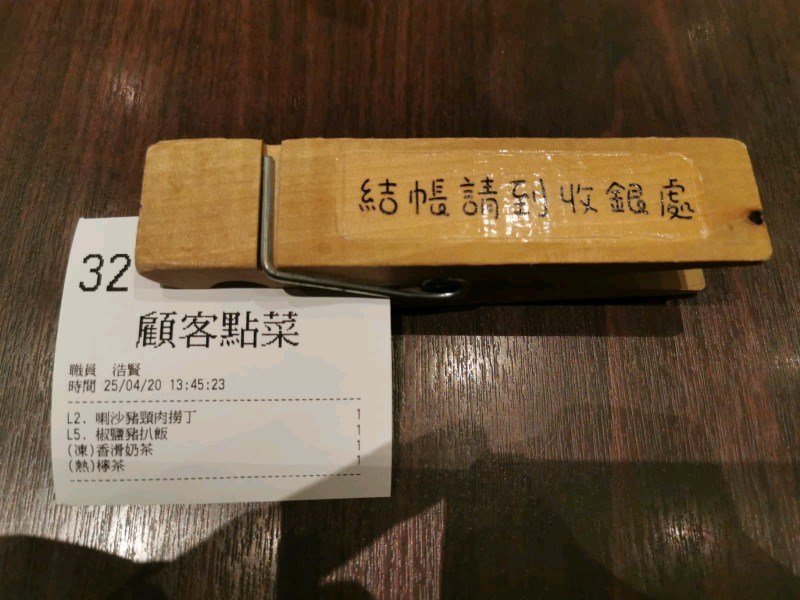 結帳請到收銀處
32
顧客點菜
職員 浩賢
時間 25/04/20 13:45:23
L2. 喇沙豬頸肉撈丁 1
L5. 椒鹽豬扒飯 1
(凍)香滑奶茶 1
(熱)檸茶 1